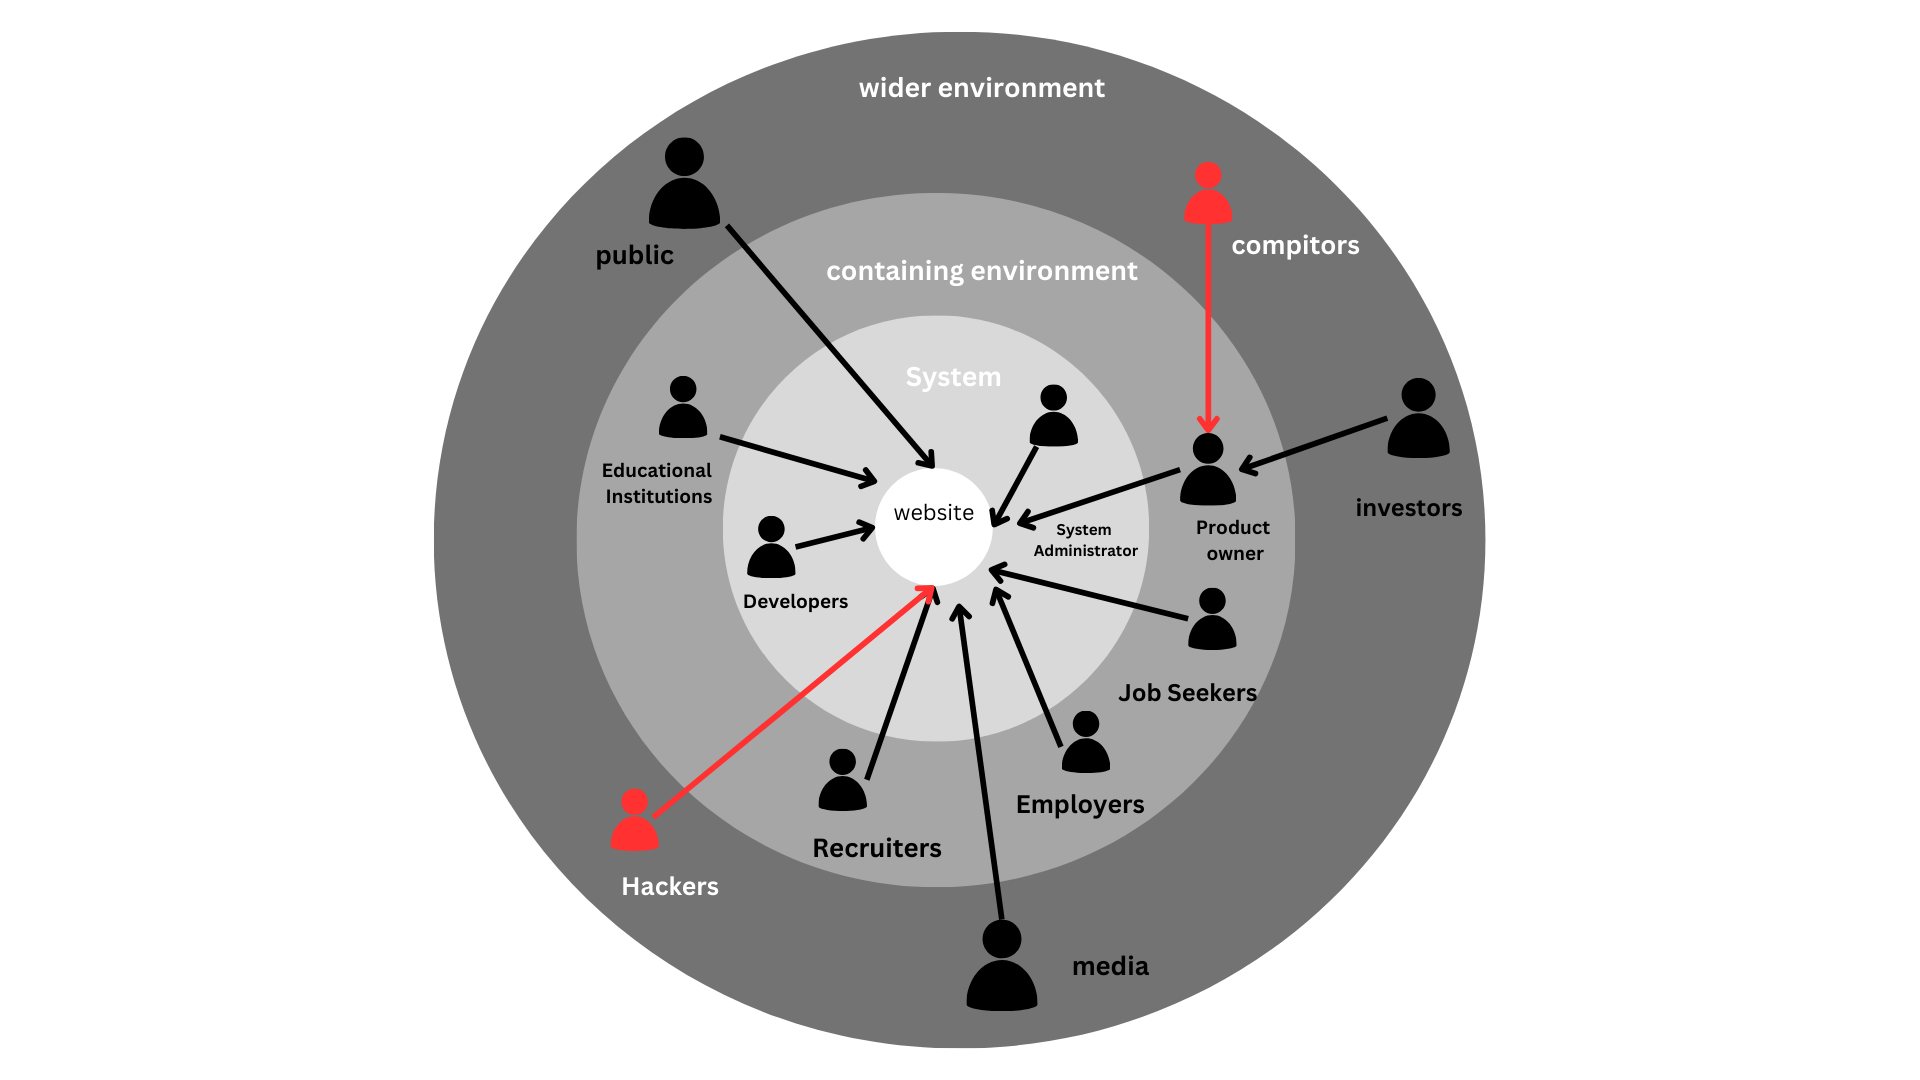 wider environment
public
compitors
containing environment
System
Educational
Institutions
website
investors
System
Administrator
Product
owner
Developers
Job Seekers
Employers
Recruiters
Hackers
media